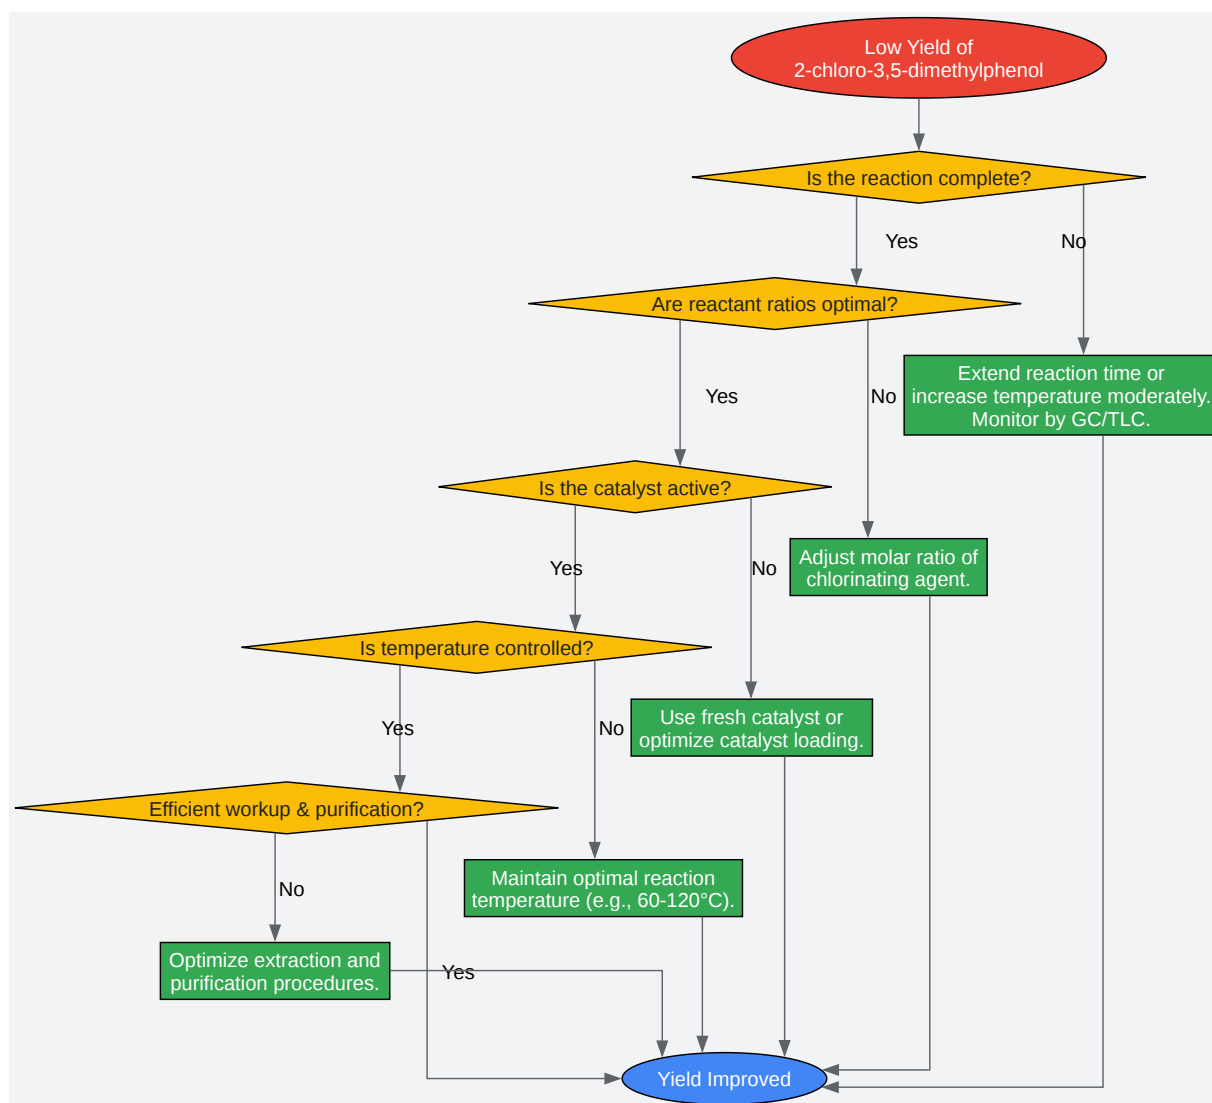 Low Yield of
2-chloro-3,5-dimethylphenol
Is the reaction complete?
Yes
No
Are reactant ratios optimal?
Extend reaction time or
increase temperature moderately.
Monitor by GC/TLC.
Yes
No
Is the catalyst active?
Adjust molar ratio of
chlorinating agent.
Yes
No
Is temperature controlled?
Use fresh catalyst or
optimize catalyst loading.
Yes
No
Efficient workup & purification?
Maintain optimal reaction
temperature (e.g., 60-120°C).
No
Optimize extraction and
purification procedures.
Yes
Yield Improved